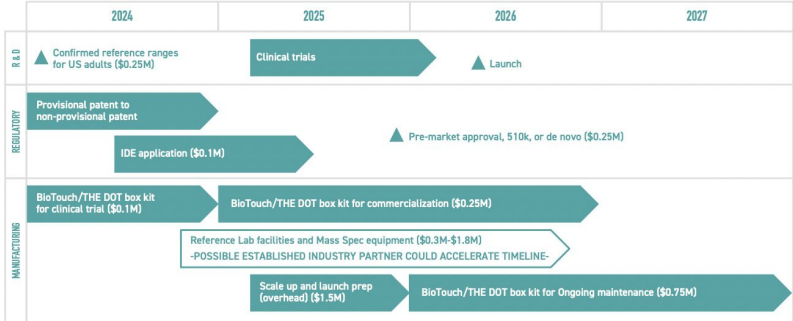 2024
2025
2026
2027
R & D
Confirmed reference ranges
for US adults ($0.25M)
Clinical trials
Launch
REGULATORY
Provisional patent to
non-provisional patent
IDE application ($0.1M)
Pre-market approval, 510k, or de novo ($0.25M)
MANUFACTURING
BioTouch/THE DOT box kit
for clinical trial ($0.1M)
BioTouch/THE DOT box kit for commercialization ($0.25M)
Reference Lab facilities and Mass Spec equipment ($0.3M-$1.8M)
-POSSIBLE ESTABLISHED INDUSTRY PARTNER COULD ACCELERATE TIMELINE-
Scale up and launch prep
(overhead) ($1.5M)
BioTouch/THE DOT box kit for Ongoing maintenance ($0.75M)